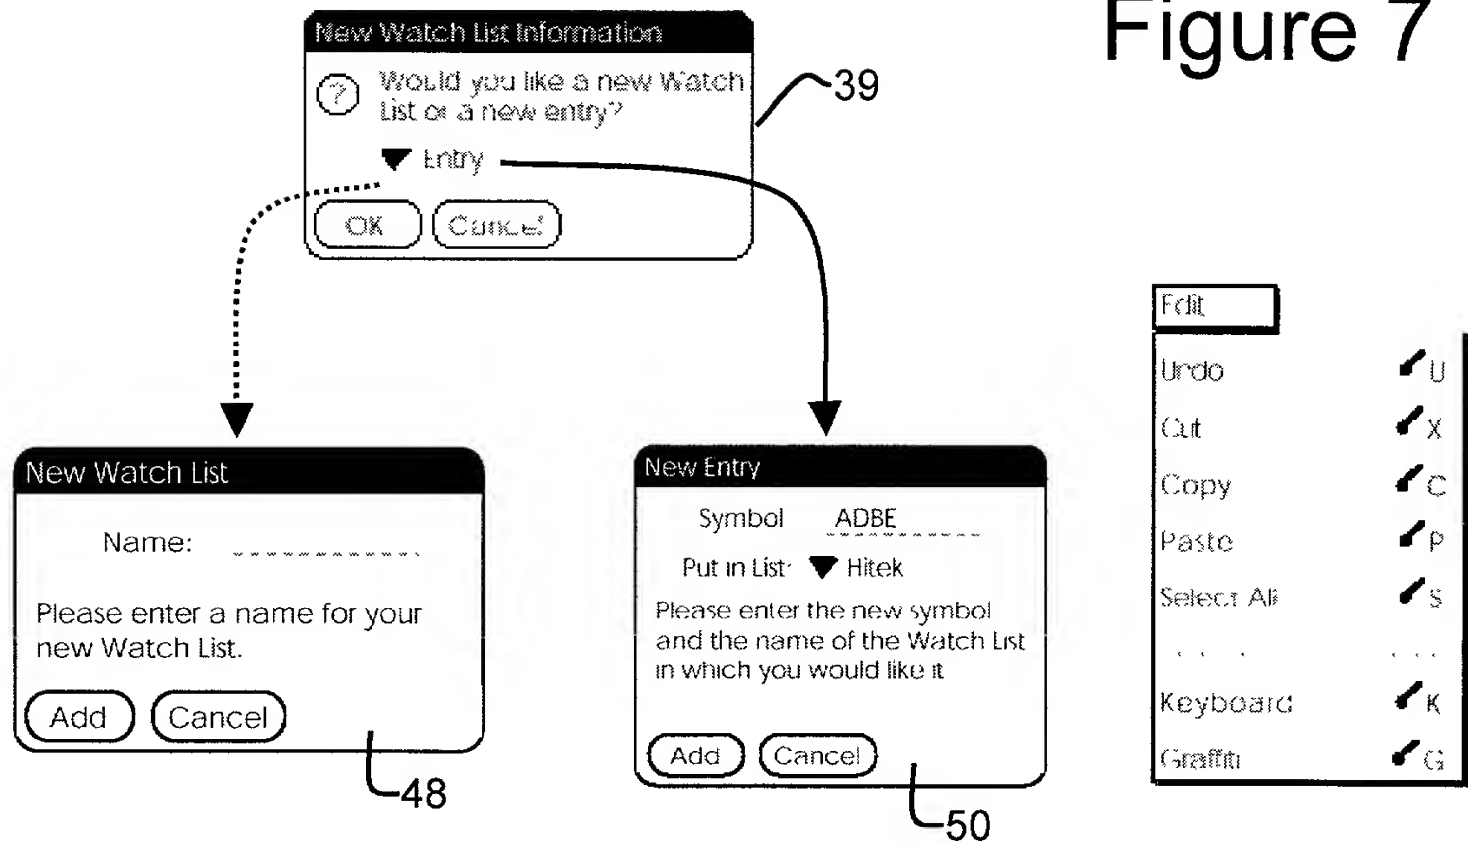 Figure 7
New Watch List Information
?
Would you like a new Watch
List or a new entry?
Entry
OK
Cancel
39
New Watch List
Name:
Please enter a name for your
new Watch List.
Add
Cancel
48
New Entry
Symbol ADBE
Put in List: Hitek
Please enter the new symbol
and the name of the Watch List
in which you would like it
Add
Cancel
50
Edit
Undo U
Cut X
Copy C
Paste P
Select All S
Keyboard K
Graffiti G